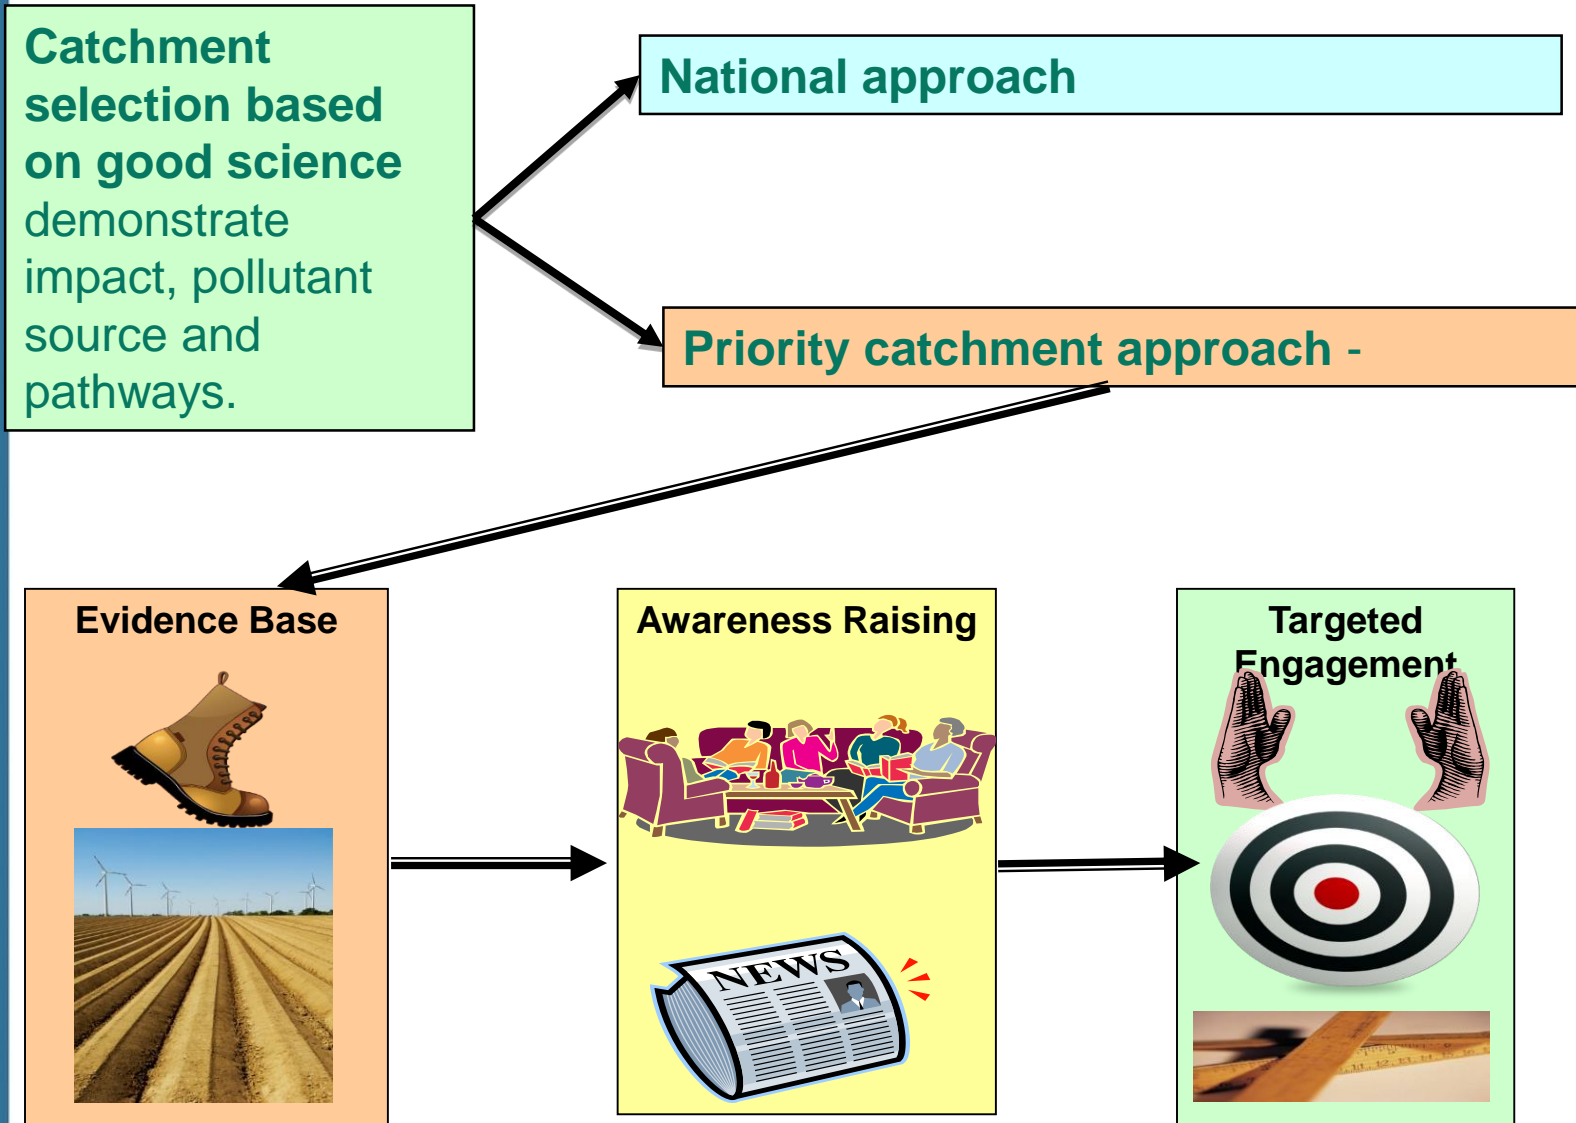 Catchment
selection based
on good science
demonstrate
impact, pollutant
source and
pathways.
National approach
Priority catchment approach -
Evidence Base
Awareness Raising
NEWS
Targeted
Engagement